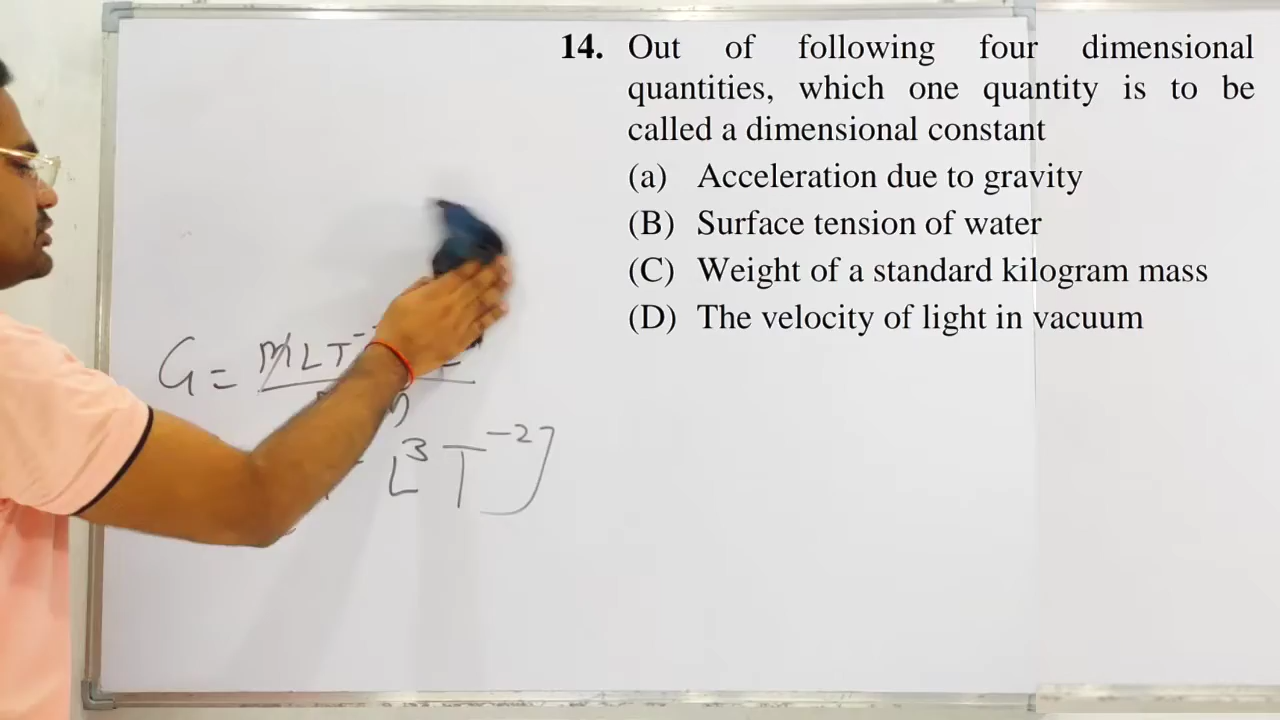 14. Out of following four dimensional
quantities, which one quantity is to be
called a dimensional constant
(a) Acceleration due to gravity
(B) Surface tension of water
(C) Weight of a standard kilogram mass
(D) The velocity of light in vacuum
G = MLT⁻
L³ T⁻²]